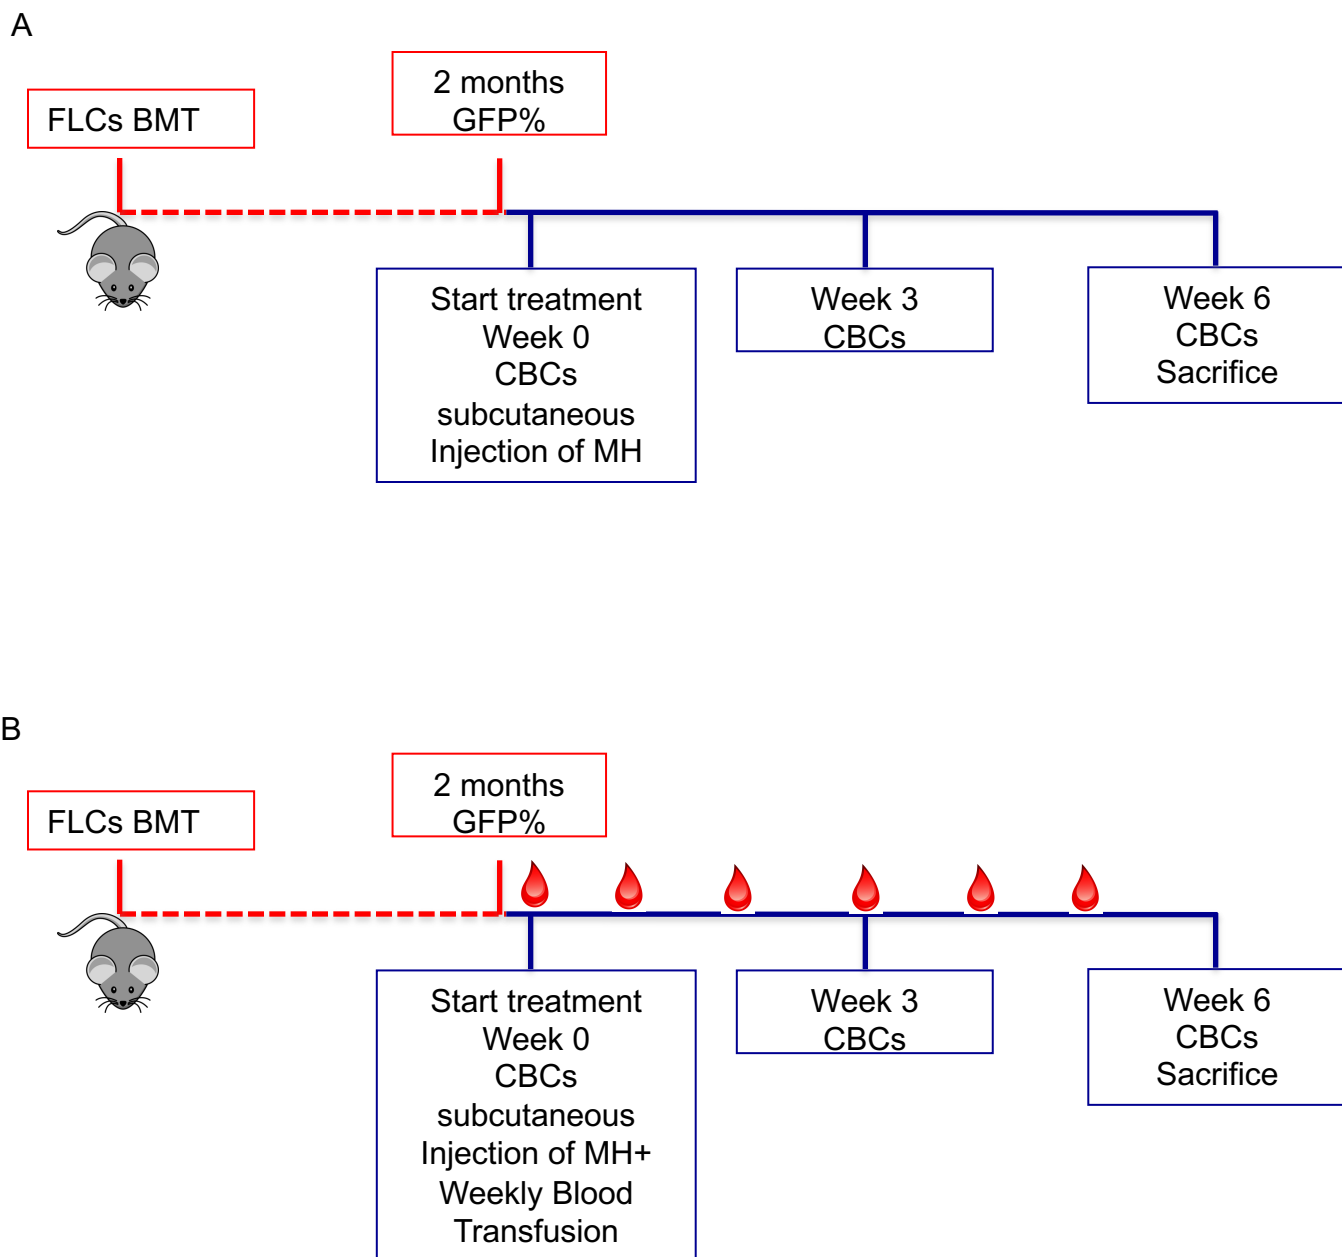 A
FLCs BMT
2 months
GFP%
Start treatment
Week 0
CBCs
subcutaneous
Injection of MH
Week 3
CBCs
Week 6
CBCs
Sacrifice
B
FLCs BMT
2 months
GFP%
Start treatment
Week 0
CBCs
subcutaneous
Injection of MH+
Weekly Blood
Transfusion
Week 3
CBCs
Week 6
CBCs
Sacrifice